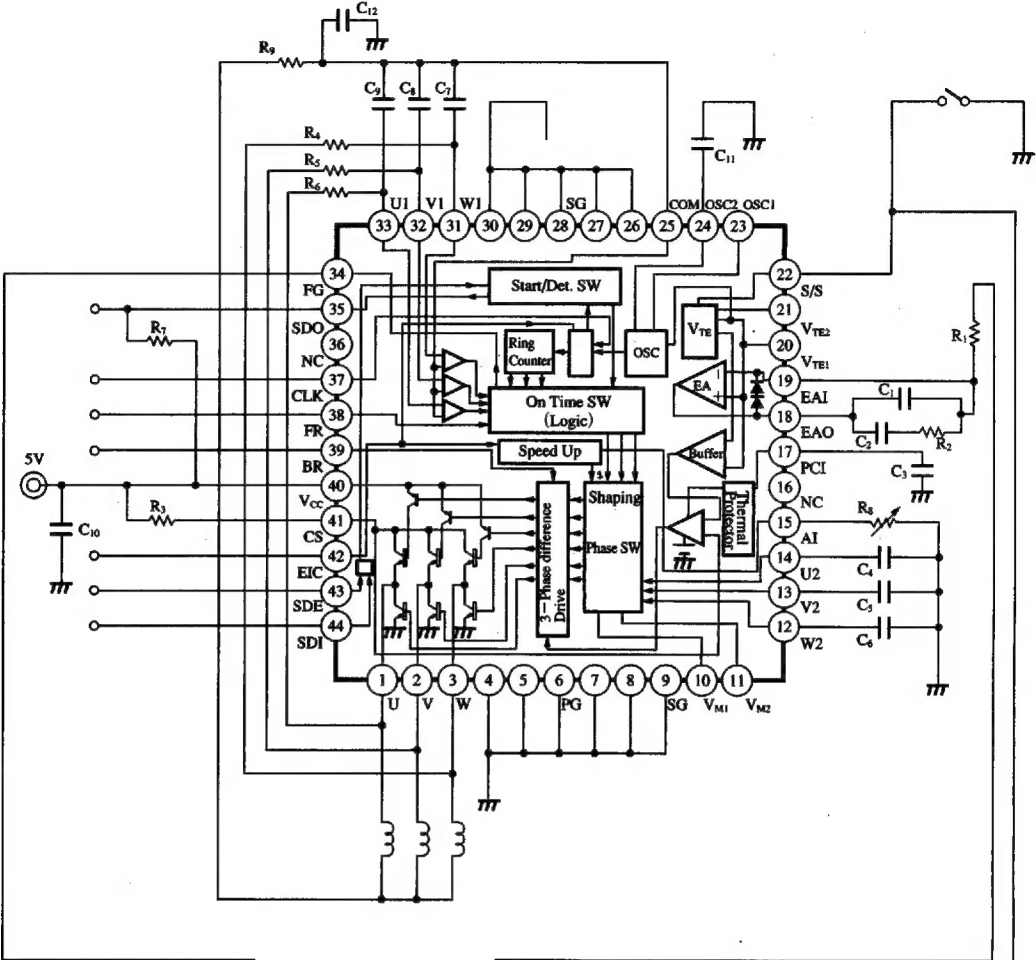 C12
R9
C9
C8
C7
R4
R5
R6
C11
U1 V1 W1 SG COM OSC2 OSC1
33 32 31 30 29 28 27 26 25 24 23
34
FG
35
SDO
36
NC
37
CLK
38
FR
39
BR
40
VCC
41
CS
42
EIC
43
SDE
44
SDI
R7
5V
R3
C10
Start/Det. SW
Ring
Counter
OSC
VTE
EA
On Time SW
(Logic)
Speed Up
Buffer
3-Phase difference
Drive
Shaping
Phase SW
Thermal
Protector
22
S/S
21
VTE2
20
VTE1
19
EAI
18
EAO
17
PCI
16
NC
15
AI
14
U2
13
V2
12
W2
R1
C1
C2
R2
C3
R8
C4
C5
C6
1 2 3 4 5 6 7 8 9 10 11
U V W PG SG VM1 VM2